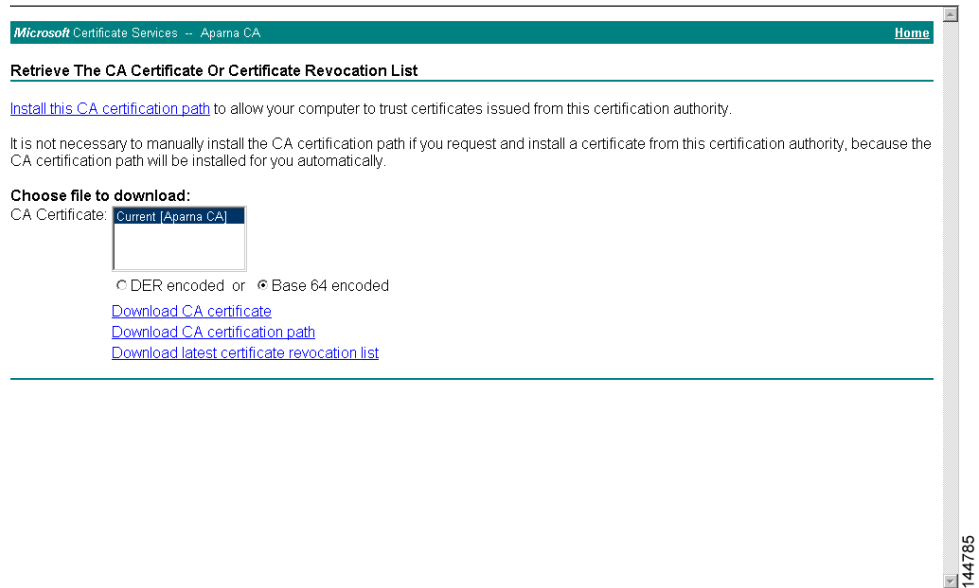 Microsoft Certificate Services -- Aparna CA Home
Retrieve The CA Certificate Or Certificate Revocation List
Install this CA certification path to allow your computer to trust certificates issued from this certification authority.
It is not necessary to manually install the CA certification path if you request and install a certificate from this certification authority, because the
CA certification path will be installed for you automatically.
Choose file to download:
CA Certificate: Current [Aparna CA]
DER encoded or Base 64 encoded
Download CA certificate
Download CA certification path
Download latest certificate revocation list
144785